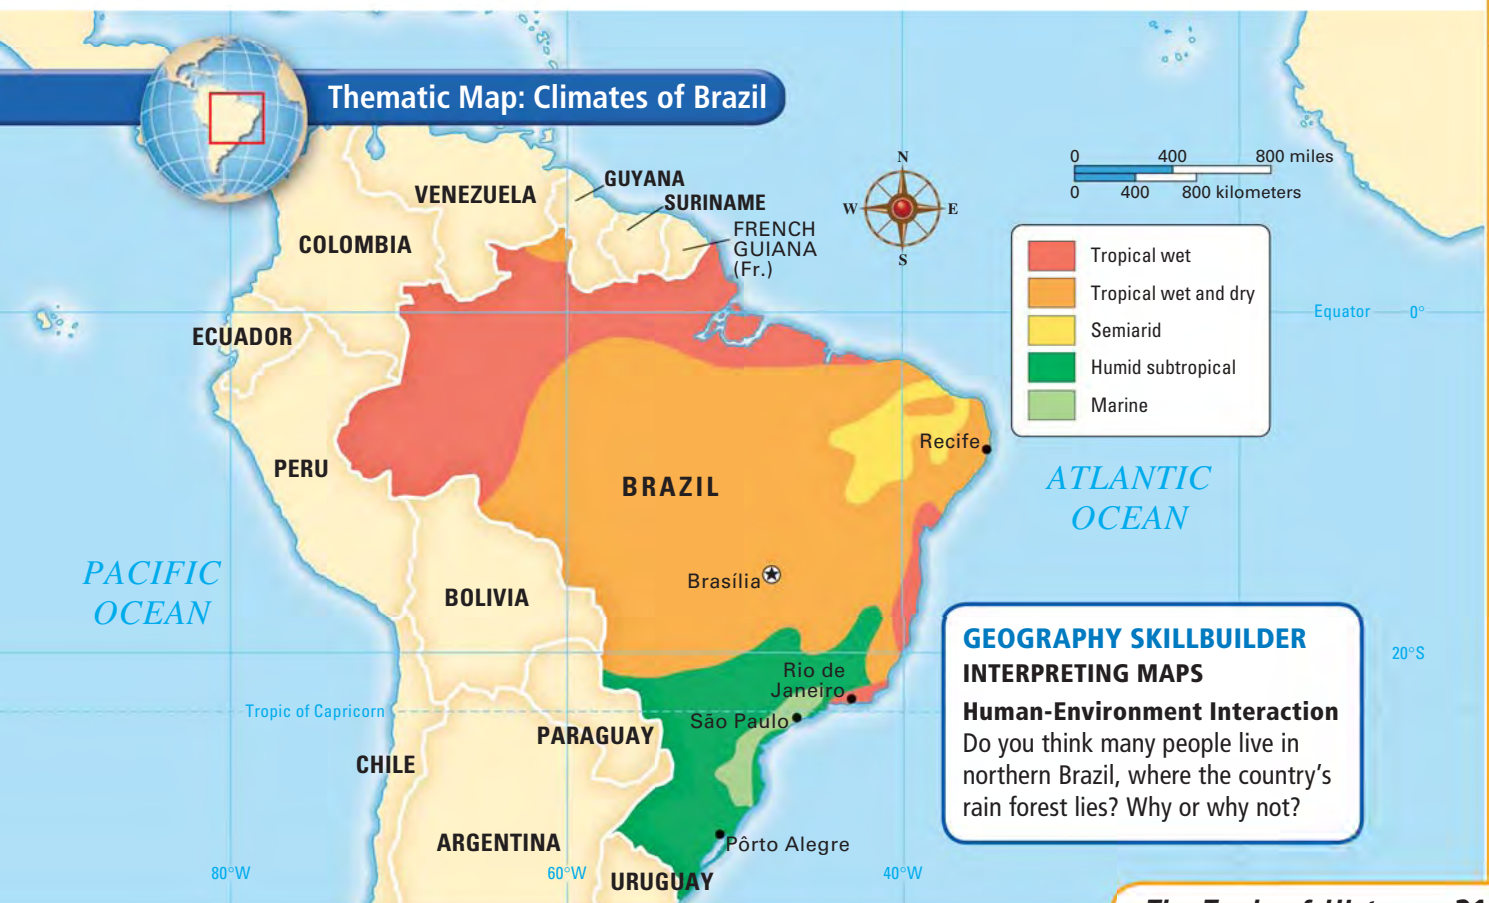 Thematic Map: Climates of Brazil
N
W
E
S
0 400 800 miles
0 400 800 kilometers
VENEZUELA
GUYANA
SURINAME
FRENCH
GUIANA
(Fr.)
COLOMBIA
Tropical wet
Tropical wet and dry
Semiarid
Humid subtropical
Marine
Equator 0°
ECUADOR
PERU
BRAZIL
Recife
ATLANTIC
OCEAN
PACIFIC
OCEAN
Brasília
BOLIVIA
20°S
Rio de
Janeiro
Tropic of Capricorn
São Paulo
PARAGUAY
CHILE
ARGENTINA
Pôrto Alegre
URUGUAY
80°W
60°W
40°W
GEOGRAPHY SKILLBUILDER
INTERPRETING MAPS
Human-Environment Interaction
Do you think many people live in
northern Brazil, where the country's
rain forest lies? Why or why not?